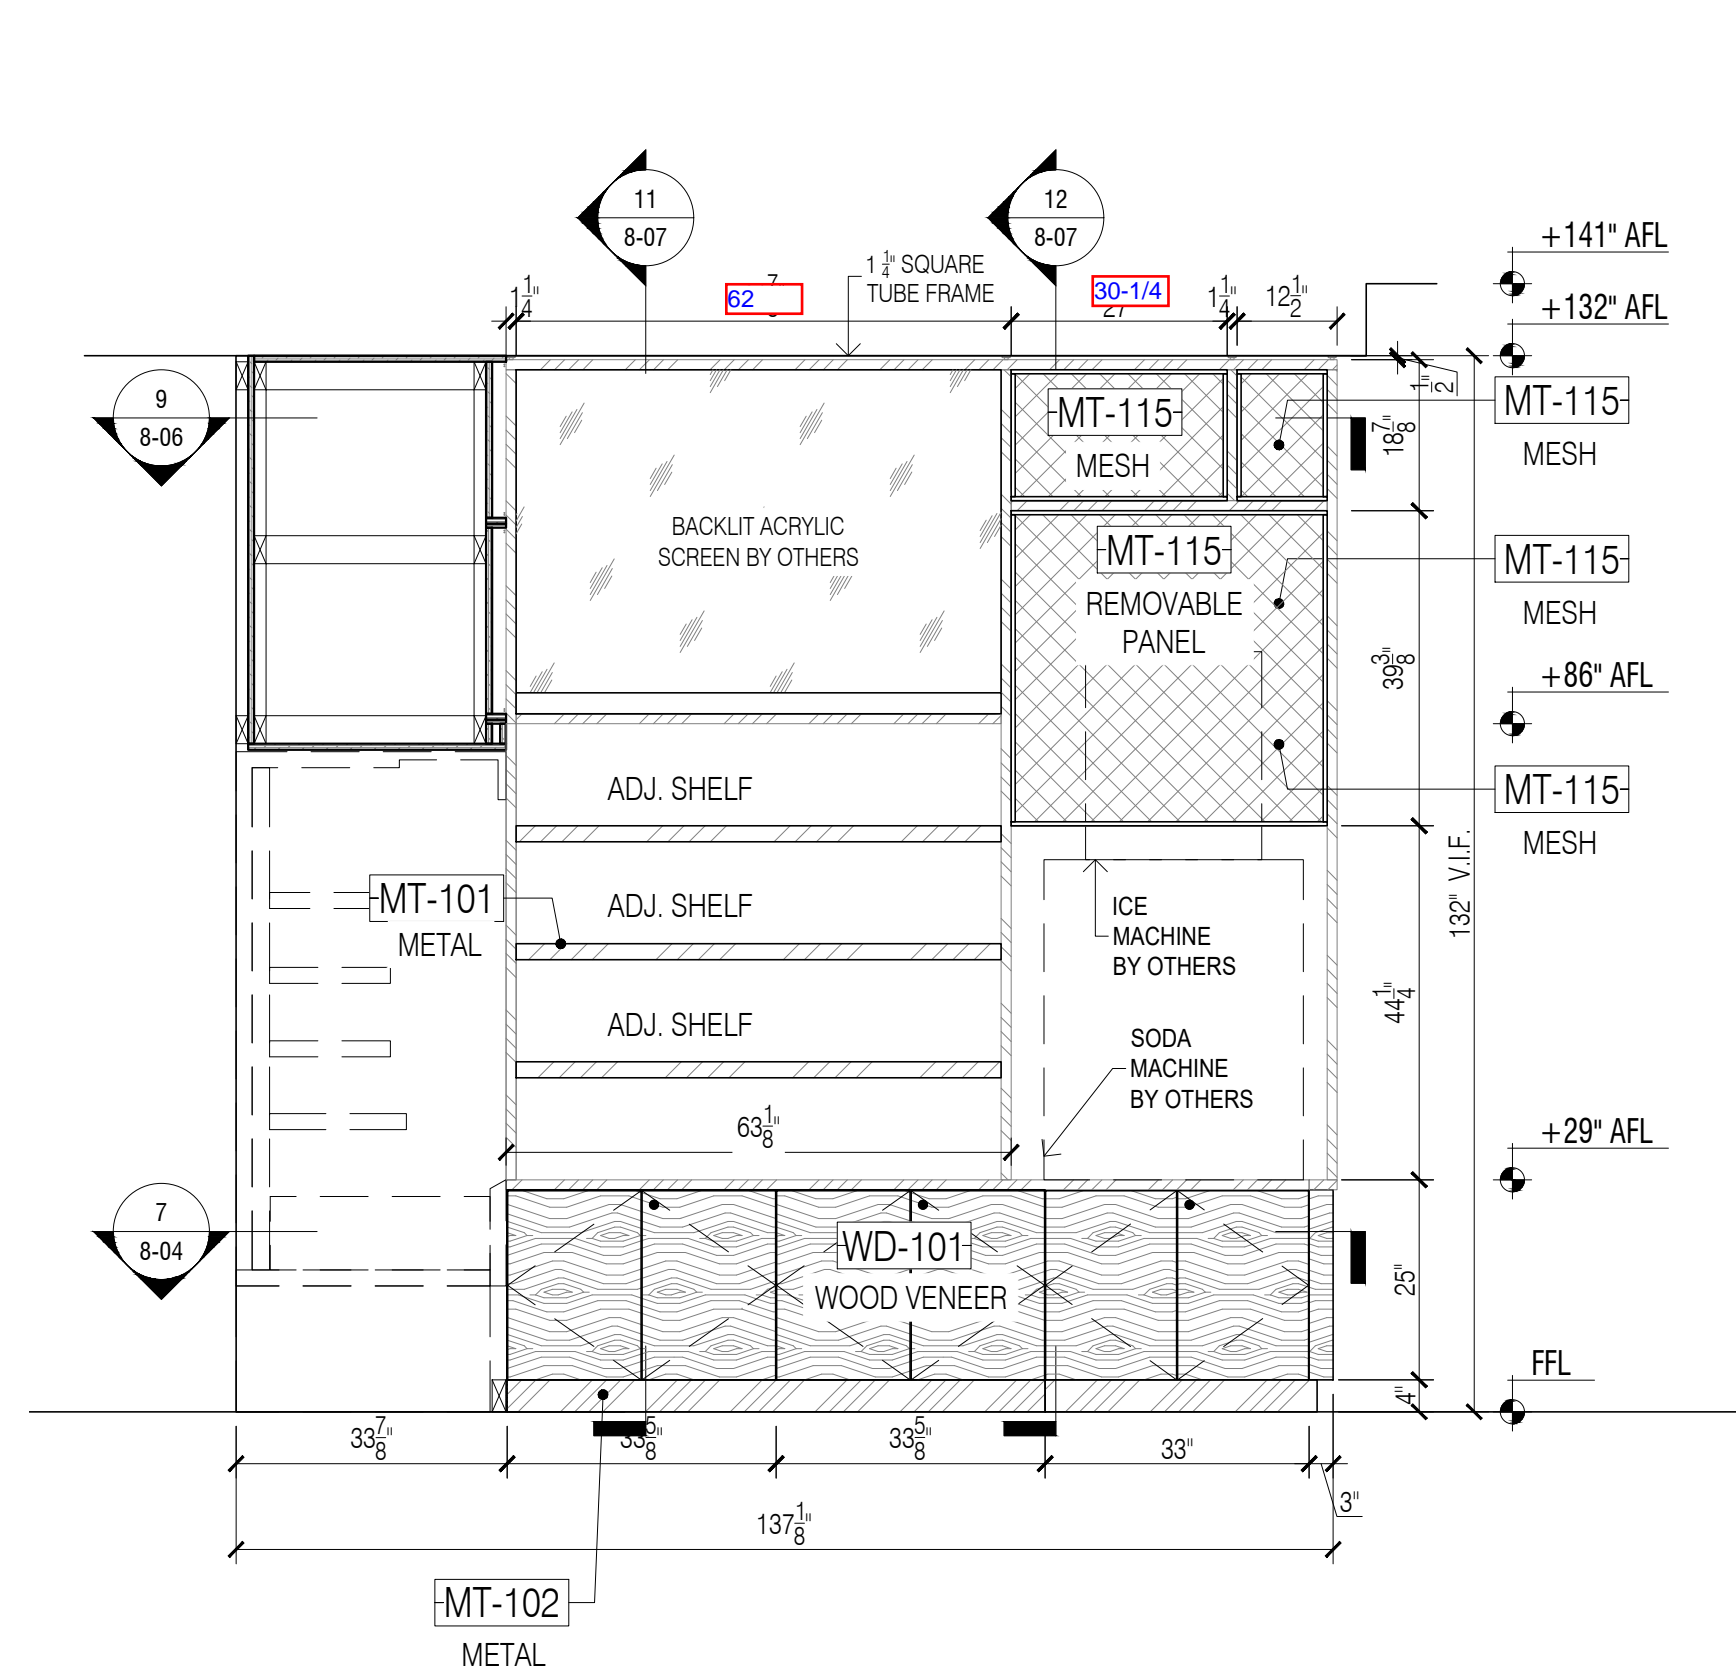 11
8-07
12
8-07
+141" AFL
1 1/4" SQUARE
TUBE FRAME
1 1/4"
62
30-1/4
27
1 1/4"
12 1/2"
+132" AFL
9
8-06
1/2"
MT-115
MESH
MT-115
MESH
18 7/8"
BACKLIT ACRYLIC
SCREEN BY OTHERS
MT-115
REMOVABLE
PANEL
MT-115
MESH
39 3/8"
+86" AFL
ADJ. SHELF
MT-115
MESH
132" V.I.F.
MT-101
METAL
ADJ. SHELF
ICE
MACHINE
BY OTHERS
44 1/4"
ADJ. SHELF
SODA
MACHINE
BY OTHERS
63 1/8"
+29" AFL
7
8-04
WD-101
WOOD VENEER
25"
FFL
4"
33 7/8"
33 5/8"
33 5/8"
33"
3"
137 1/8"
MT-102
METAL